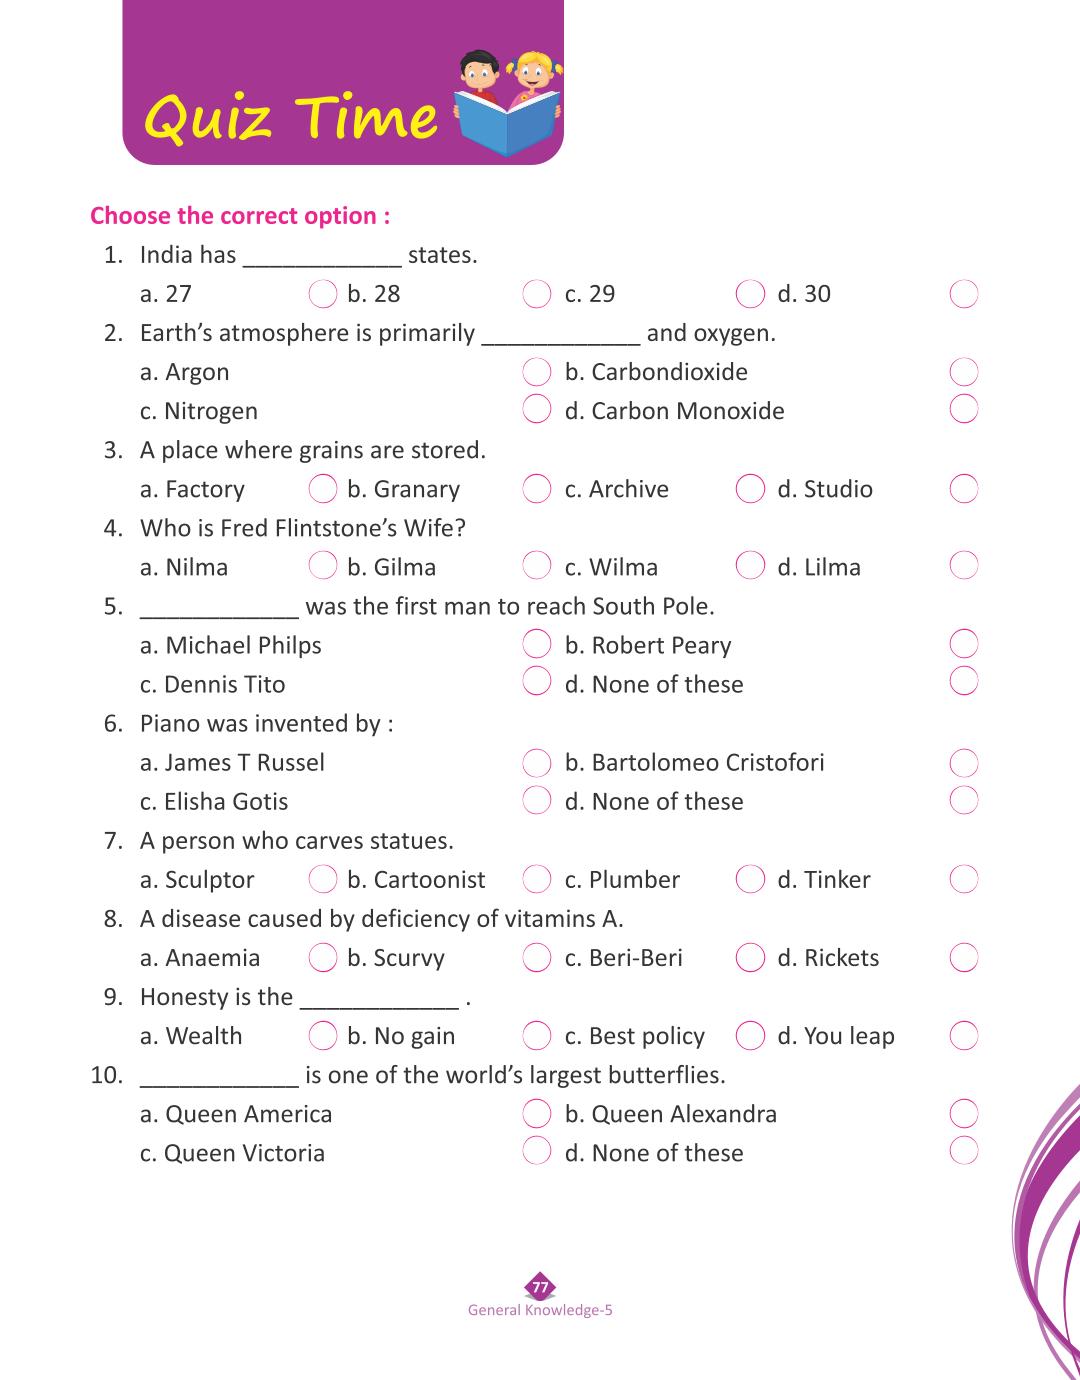 Quiz Time
Choose the correct option :
1. India has ____________ states.
a. 27 b. 28 c. 29 d. 30
2. Earth’s atmosphere is primarily ____________ and oxygen.
a. Argon b. Carbondioxide
c. Nitrogen d. Carbon Monoxide
3. A place where grains are stored.
a. Factory b. Granary c. Archive d. Studio
4. Who is Fred Flintstone’s Wife?
a. Nilma b. Gilma c. Wilma d. Lilma
5. ____________ was the first man to reach South Pole.
a. Michael Philps b. Robert Peary
c. Dennis Tito d. None of these
6. Piano was invented by :
a. James T Russel b. Bartolomeo Cristofori
c. Elisha Gotis d. None of these
7. A person who carves statues.
a. Sculptor b. Cartoonist c. Plumber d. Tinker
8. A disease caused by deficiency of vitamins A.
a. Anaemia b. Scurvy c. Beri-Beri d. Rickets
9. Honesty is the ____________ .
a. Wealth b. No gain c. Best policy d. You leap
10. ____________ is one of the world’s largest butterflies.
a. Queen America b. Queen Alexandra
c. Queen Victoria d. None of these
77
General Knowledge-5